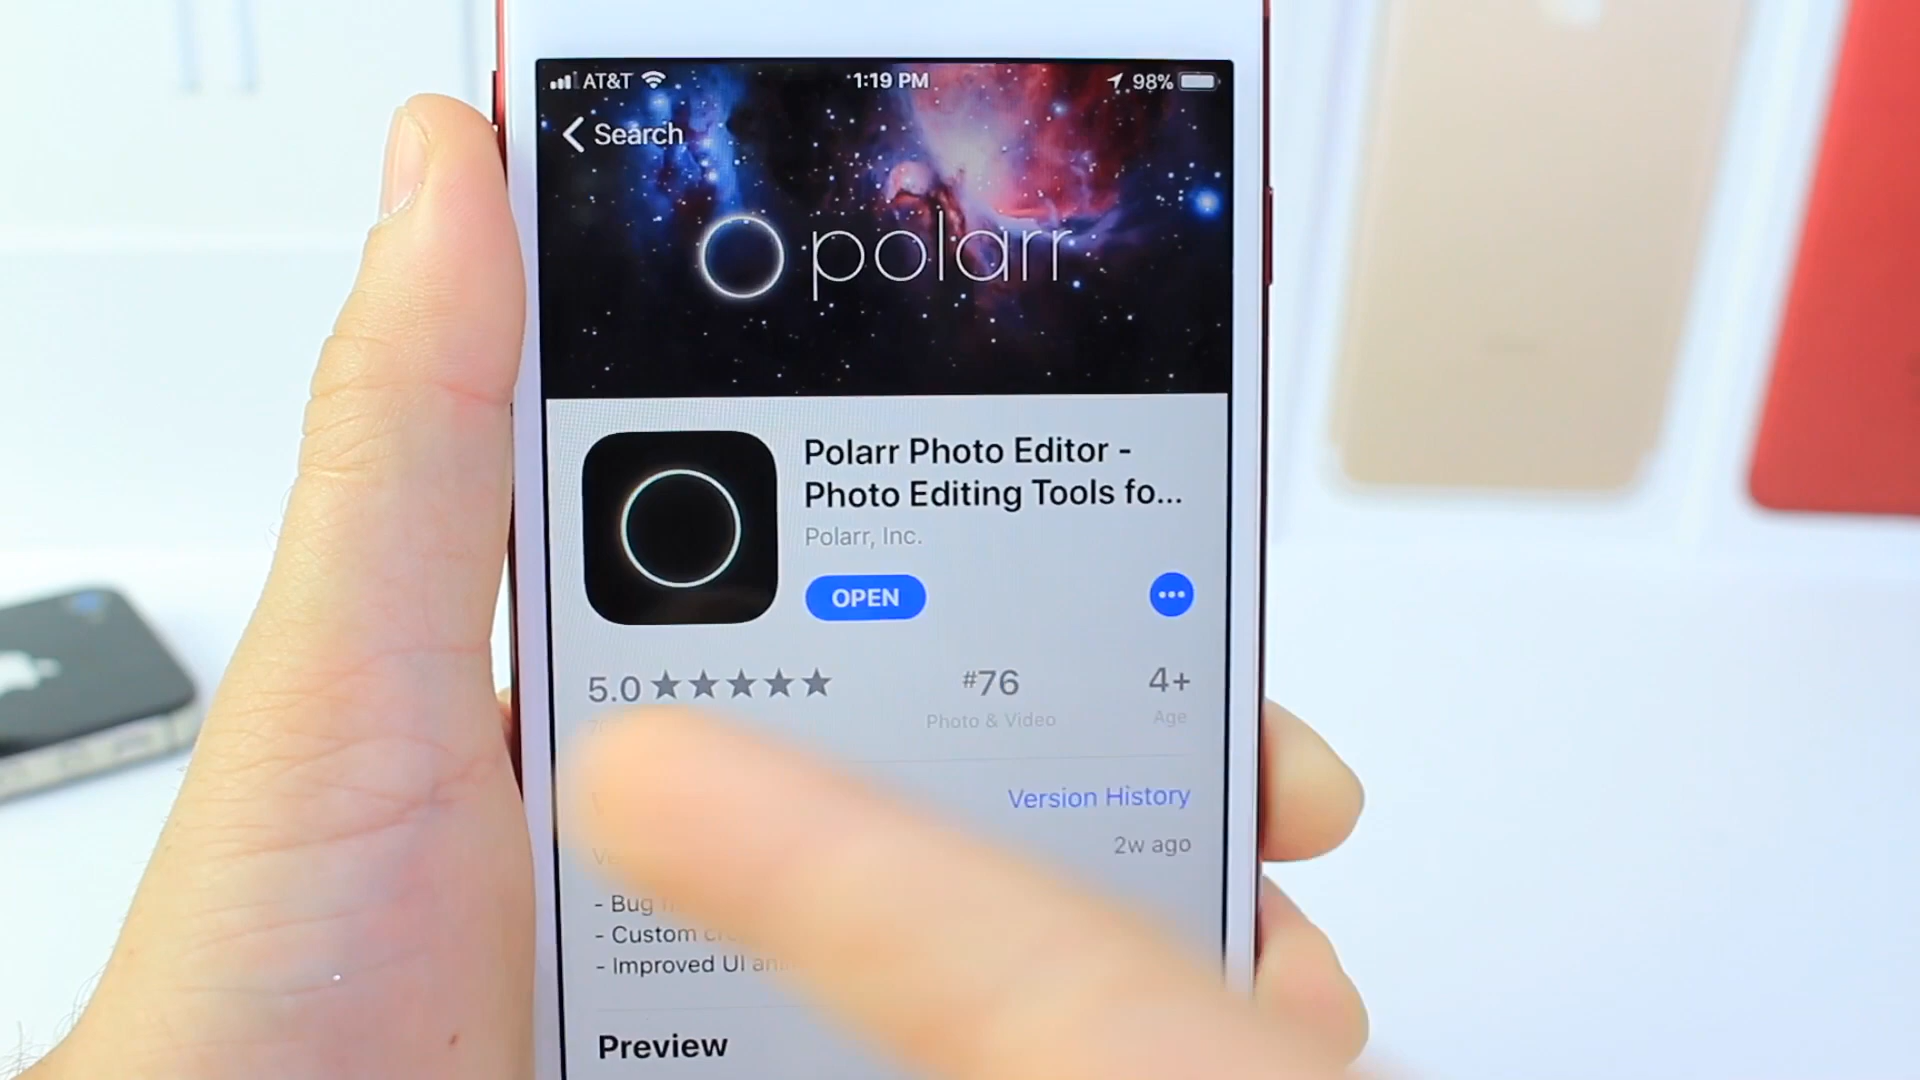 AT&T 1:19 PM 98%
Search
polarr
Polarr Photo Editor -
Photo Editing Tools fo...
Polarr, Inc.
OPEN
5.0 #76 4+
Photo & Video Age
Version History
2w ago
- Bug
- Custom
- Improved UI
Preview